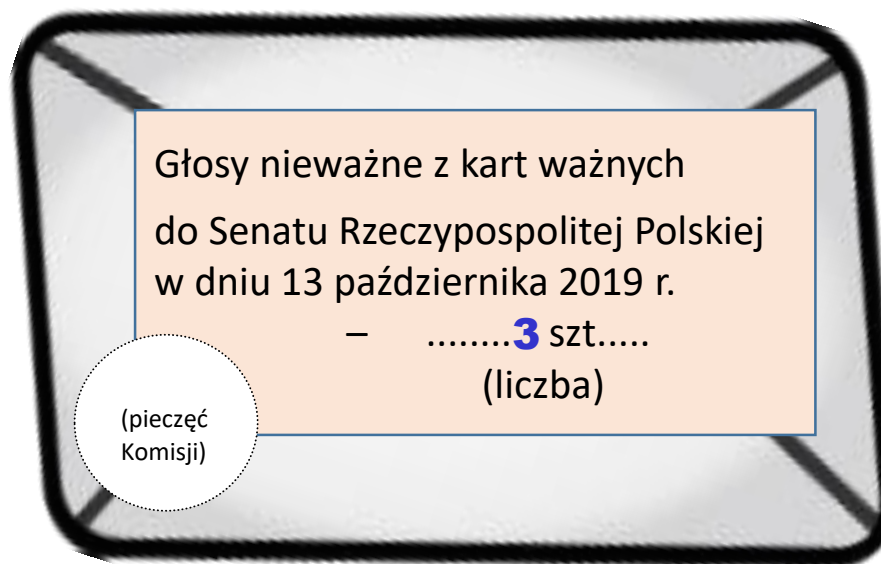 Głosy nieważne z kart ważnych
do Senatu Rzeczypospolitej Polskiej
w dniu 13 października 2019 r.
– ........3 szt.....
(liczba)
(pieczęć
Komisji)